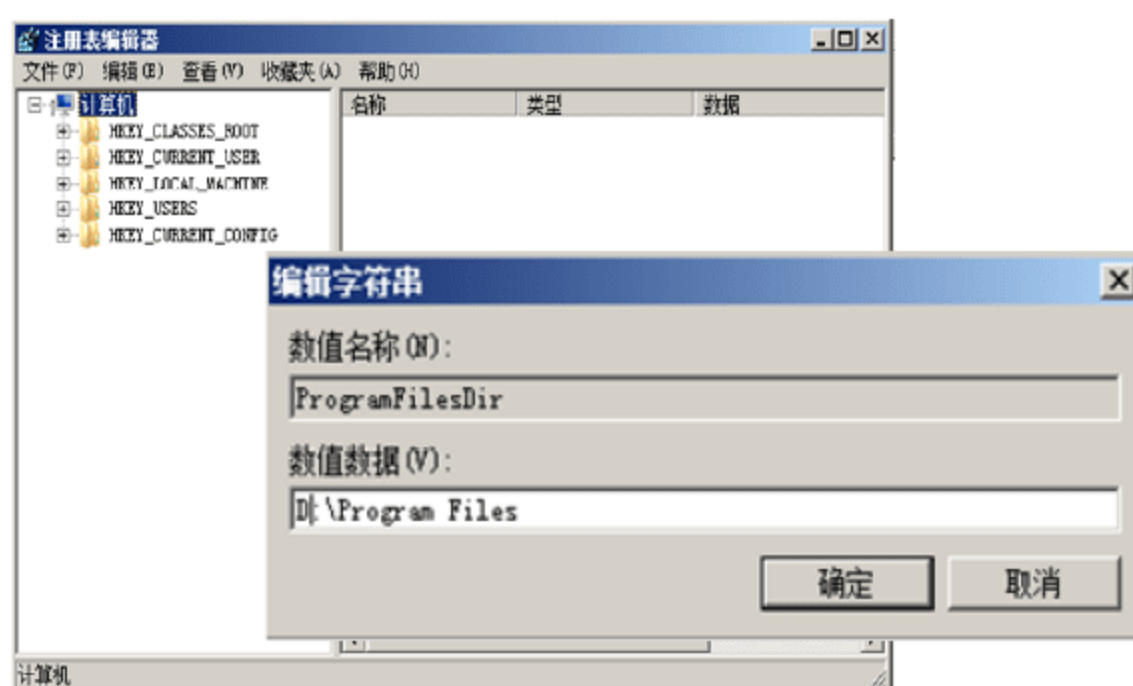 注册表编辑器
文件(F) 编辑(E) 查看(V) 收藏夹(A) 帮助(H)
计算机
名称 类型 数据
HKEY_CLASSES_ROOT
HKEY_CURRENT_USER
HKEY_LOCAL_MACHINE
HKEY_USERS
HKEY_CURRENT_CONFIG
编辑字符串
数值名称(N):
ProgramFilesDir
数值数据(V):
D:\Program Files
确定 取消
计算机